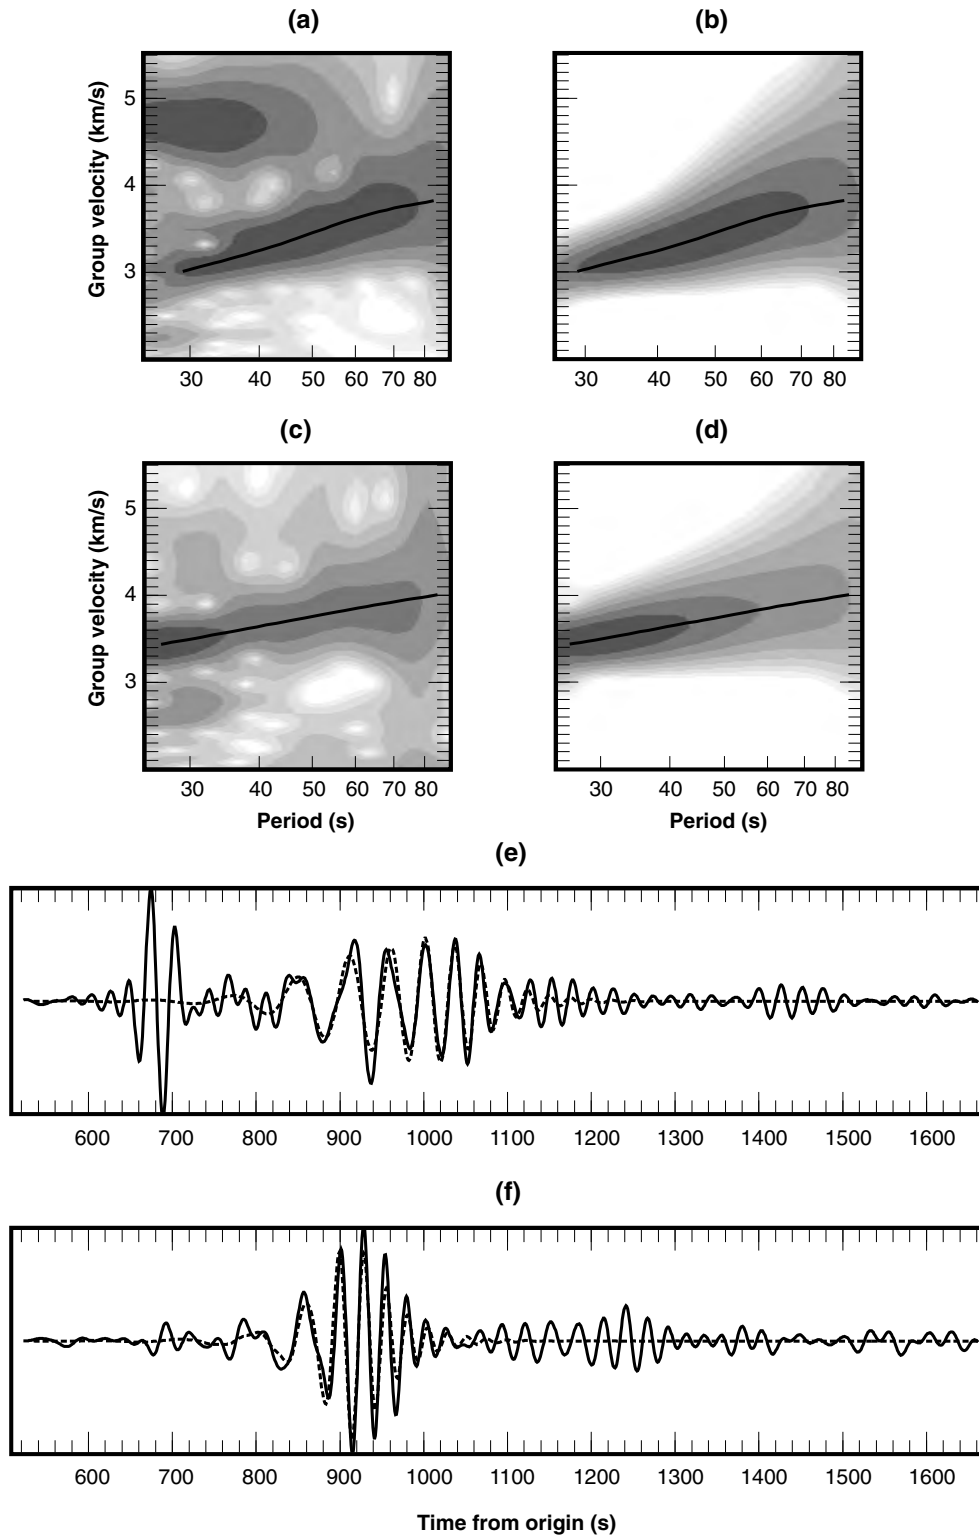 (a) (b)
Group velocity (km/s)
5
4
3
30 40 50 60 70 80
30 40 50 60 70 80
(c) (d)
Group velocity (km/s)
5
4
3
30 40 50 60 70 80
30 40 50 60 70 80
Period (s) Period (s)
(e)
600 700 800 900 1000 1100 1200 1300 1400 1500 1600
(f)
600 700 800 900 1000 1100 1200 1300 1400 1500 1600
Time from origin (s)